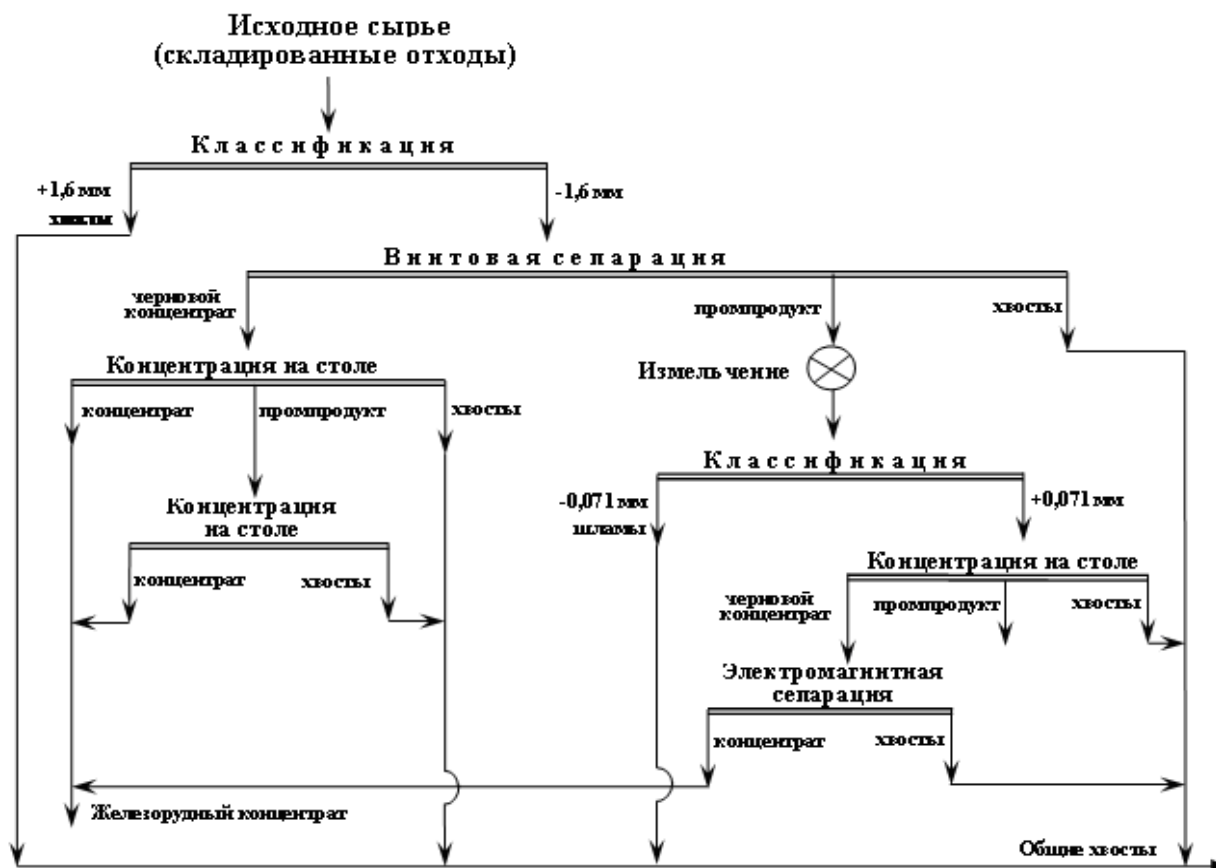 Исходное сырье
(складированные отходы)
Классификация
+1,6 мм
-1,6 мм
Винтовая сепарация
черновой
концентрат
промпродукт
хвосты
Концентрация на столе
Измельчение
концентрат
промпродукт
хвосты
Классификация
-0,071 мм
шламы
+0,071 мм
Концентрация
на столе
Концентрация на столе
концентрат
хвосты
черновой
концентрат
промпродукт
хвосты
Электромагнитная
сепарация
концентрат
хвосты
Железорудный концентрат
Общие хвосты